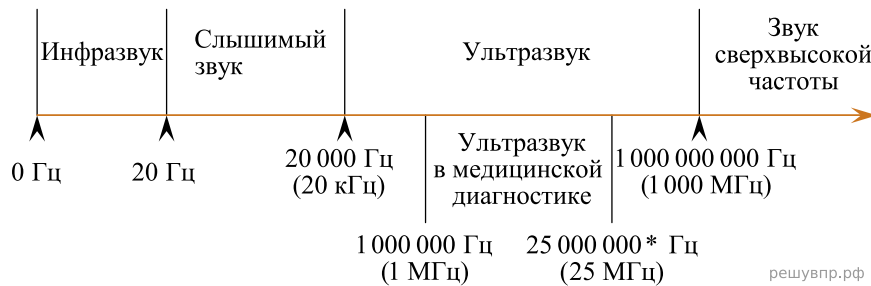 Инфразвук
Слышимый
звук
Ультразвук
Звук
сверхвысокой
частоты
0 Гц
20 Гц
20 000 Гц
(20 кГц)
Ультразвук
в медицинской
диагностике
1 000 000 000 Гц
(1 000 МГц)
1 000 000 Гц
(1 МГц)
25 000 000* Гц
(25 МГц)
решувпр.рф